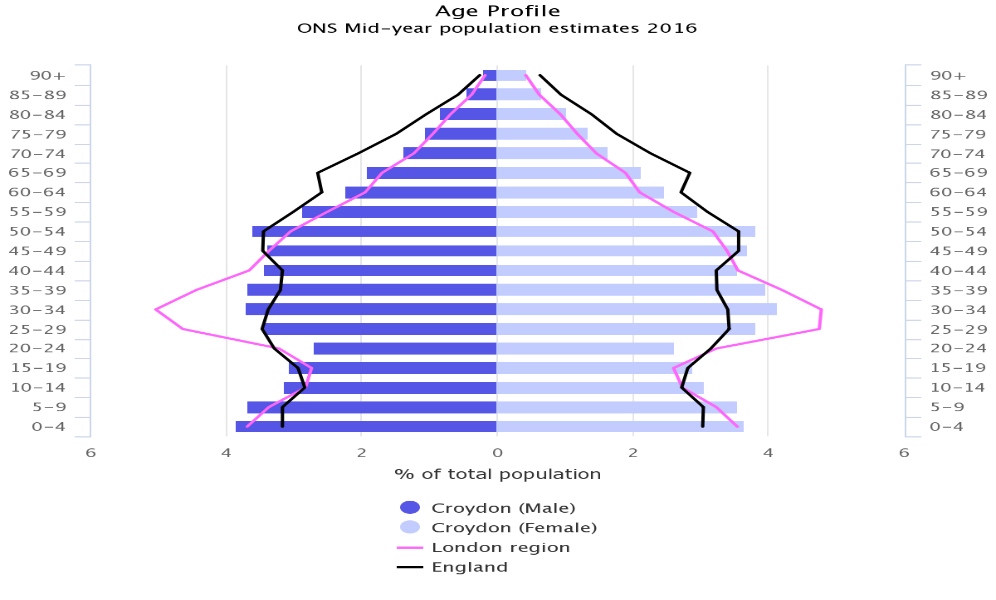 Age Profile
ONS Mid-year population estimates 2016
90+ 90+
85-89 85-89
80-84 80-84
75-79 75-79
70-74 70-74
65-69 65-69
60-64 60-64
55-59 55-59
50-54 50-54
45-49 45-49
40-44 40-44
35-39 35-39
30-34 30-34
25-29 25-29
20-24 20-24
15-19 15-19
10-14 10-14
5-9 5-9
0-4 0-4
6 4 2 0 2 4 6
% of total population
Croydon (Male)
Croydon (Female)
London region
England